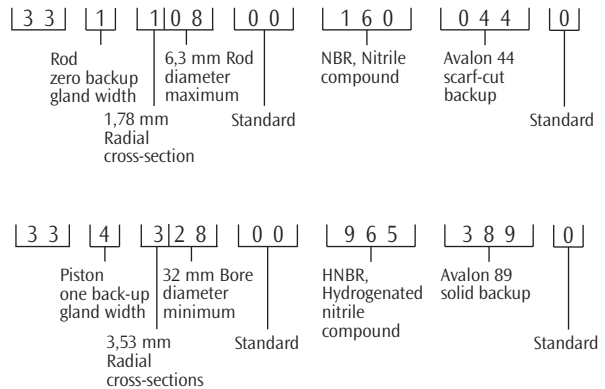 3 3 1 1 0 8 0 0 1 6 0 0 4 4 0
Rod
zero backup
gland width
6,3 mm Rod
diameter
maximum
NBR, Nitrile
compound
Avalon 44
scarf-cut
backup
1,78 mm
Radial
cross-section
Standard
Standard
3 3 4 3 2 8 0 0 9 6 5 3 8 9 0
Piston
one back-up
gland width
32 mm Bore
diameter
minimum
HNBR,
Hydrogenated
nitrile
compound
Avalon 89
solid backup
3,53 mm
Radial
cross-sections
Standard
Standard